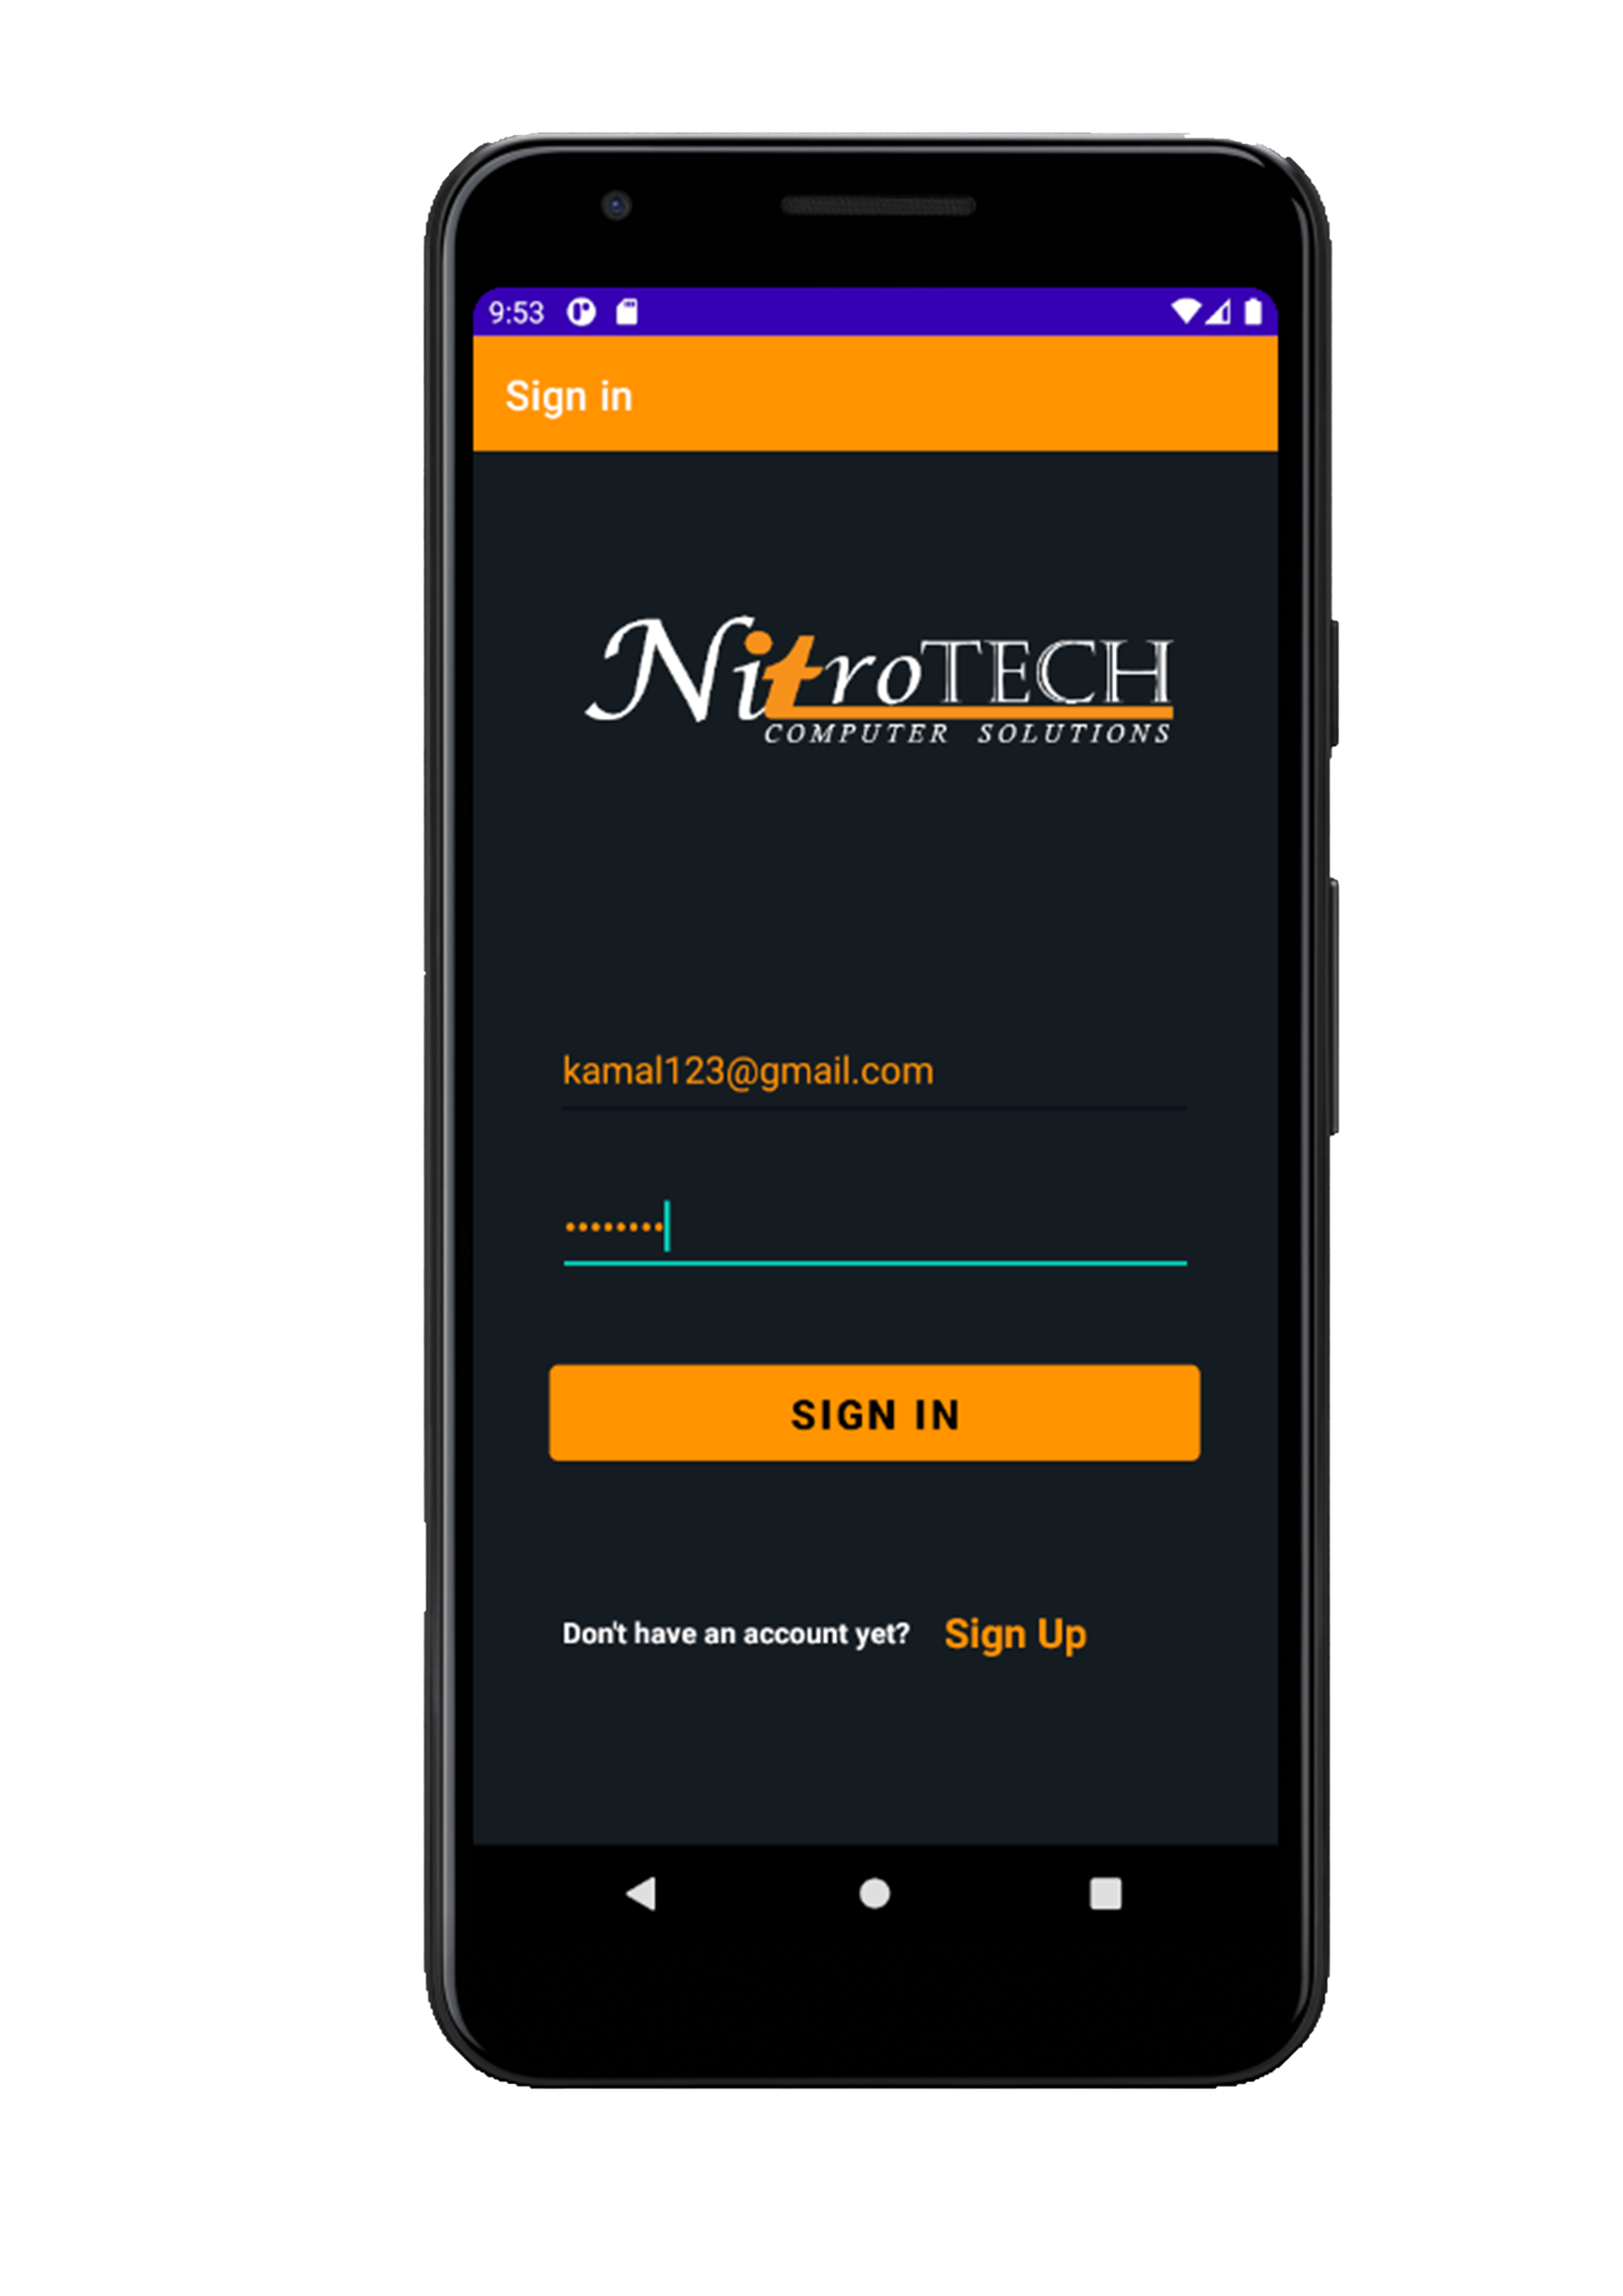 9:53
Sign in
NitroTECH
COMPUTER SOLUTIONS
kamal123@gmail.com
••••••••
SIGN IN
Don't have an account yet? Sign Up